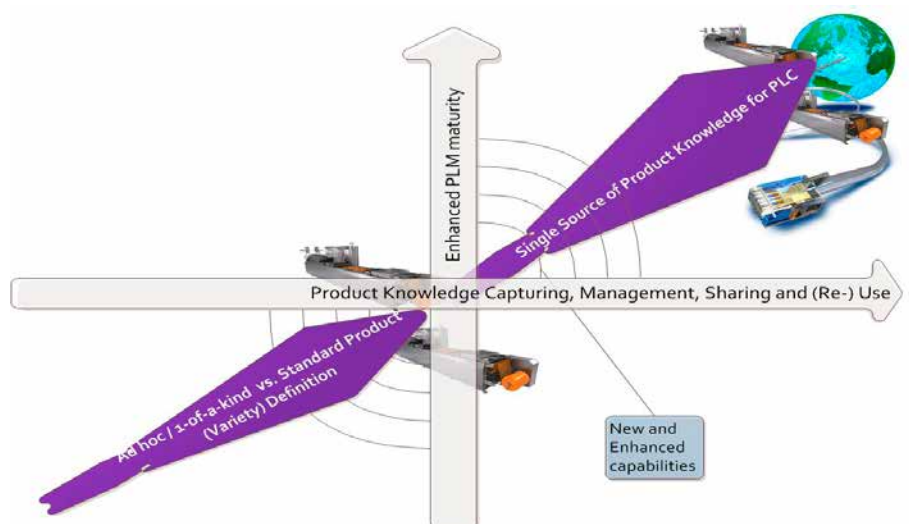 Enhanced PLM maturity
Single Source of Product Knowledge for PLC
Product Knowledge Capturing, Management, Sharing and (Re-) Use
Ad hoc / 1-of-a-kind vs. Standard Product
(Variety) Definition
New and
Enhanced
capabilities